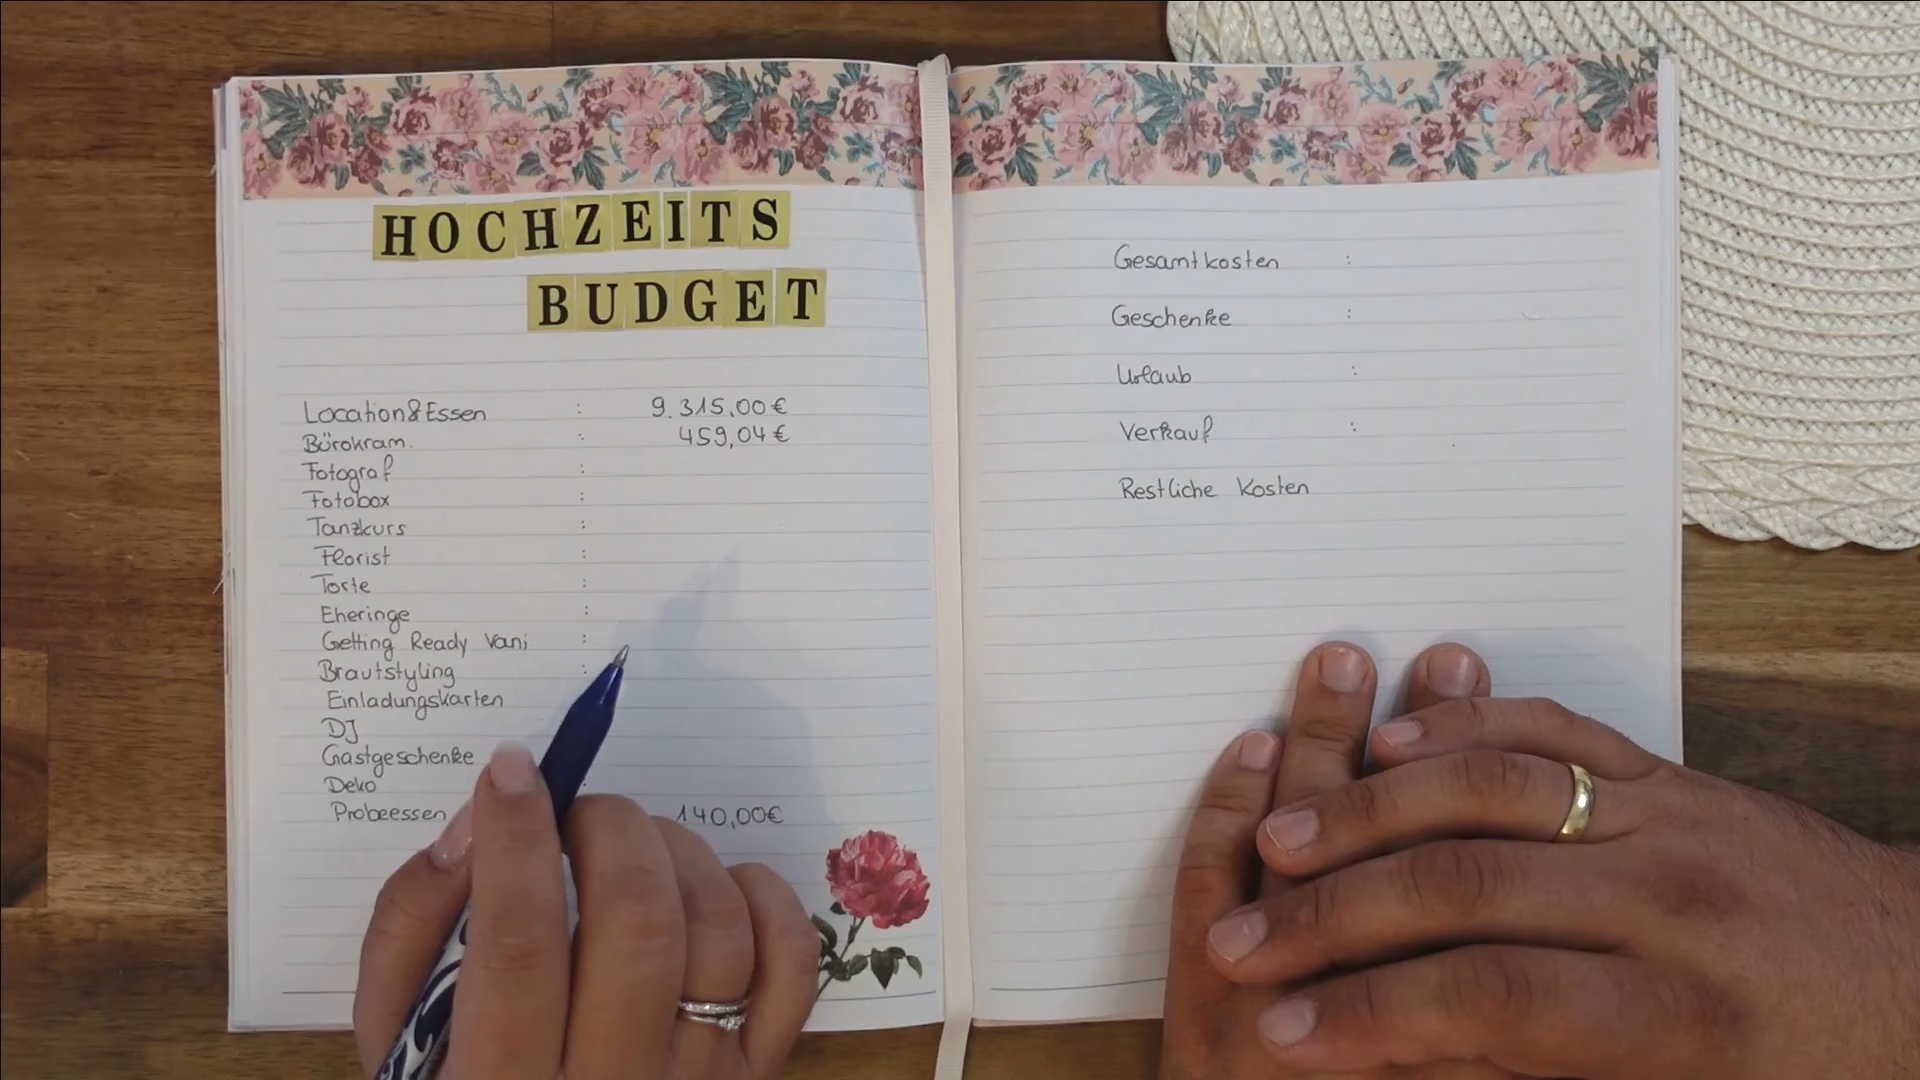 HOCHZEITS
BUDGET
Location&Essen : 9.315,00€
Bürokram : 459,04€
Fotograf :
Fotobox :
Tanzkurs :
Florist :
Torte :
Eheringe :
Getting Ready Vani :
Brautstyling :
Einladungskarten
DJ
Gastgeschenke
Deko
Probeessen 140,00€
Gesamtkosten :
Geschenke :
Urlaub :
Verkauf :
Restliche Kosten